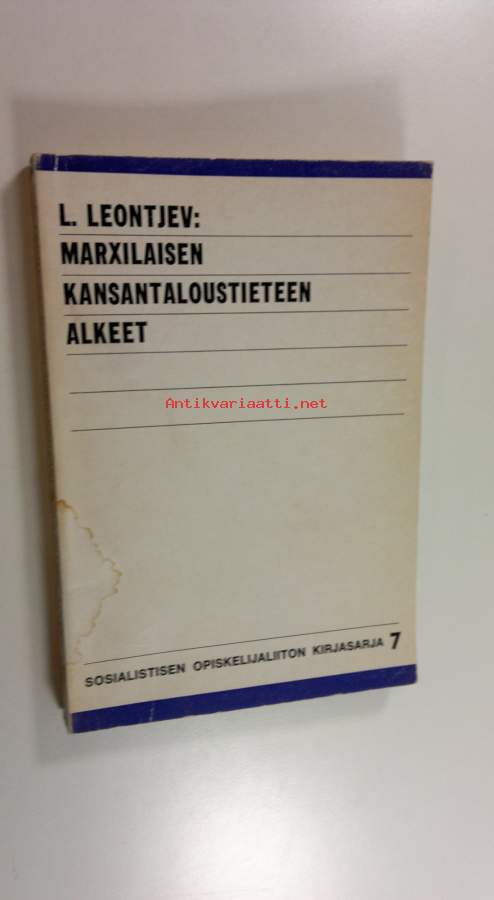 L. LEONTJEV:
MARXILAISEN
KANSANTALOUSTIETEEN
ALKEET
Antikvariaatti.net
SOSIALISTISEN OPISKELIJALIITON KIRJASARJA 7